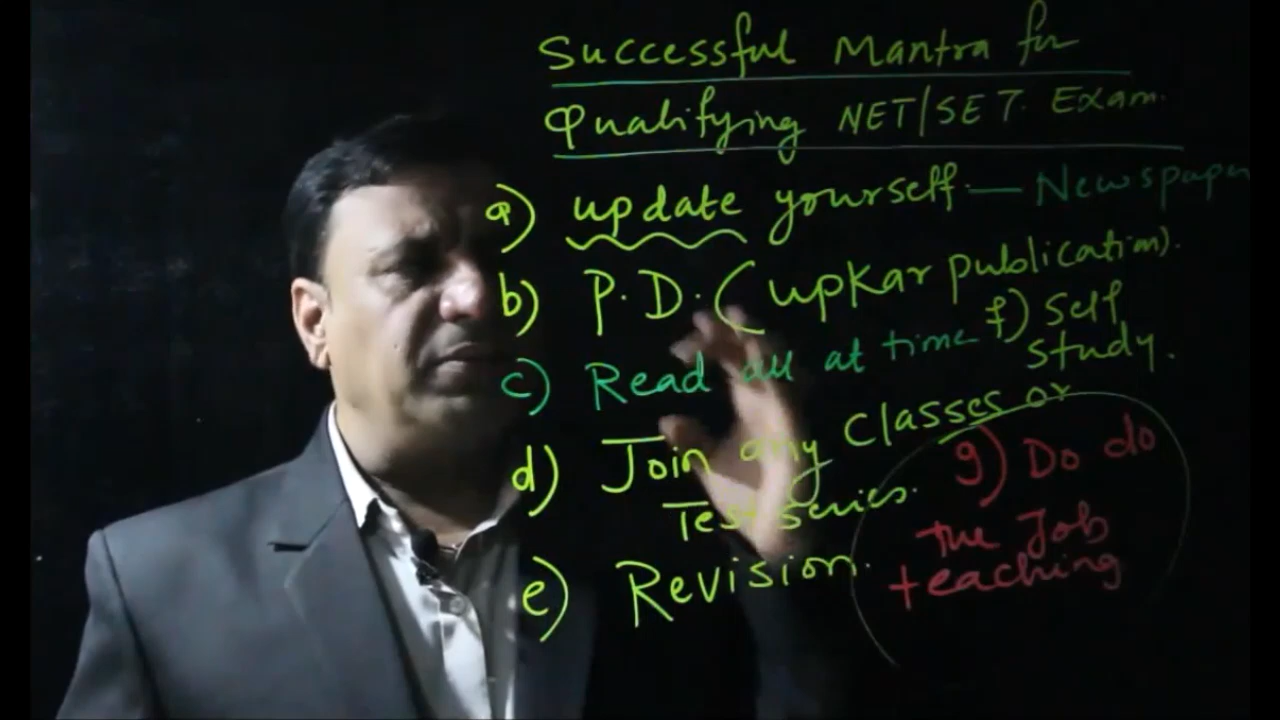 Successful Mantra for
Qualifying NET/SET. Exam.
a) update yourself — Newspaper
b) P.D. (upkar publication).
c) Read all at time
d) Join any classes or
Test series.
e) Revision.
f) Self
study.
g) Do do
the Job
teaching